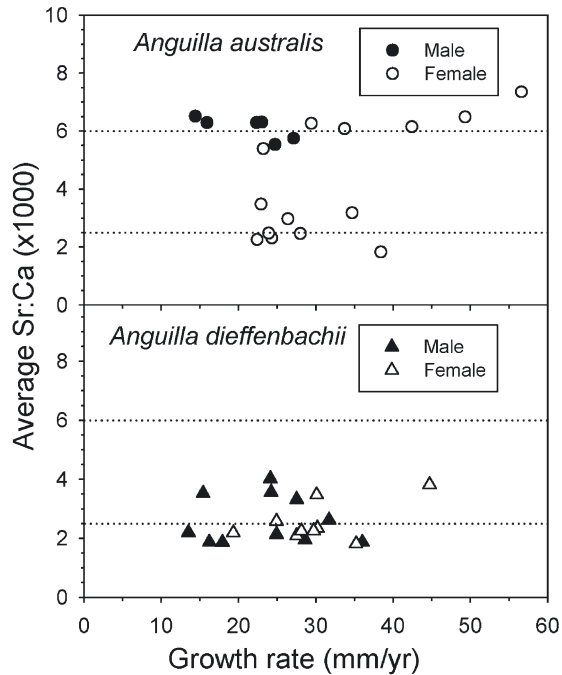 Anguilla australis
Male
Female
10
8
6
4
2
0
Average Sr:Ca (x1000)
Anguilla dieffenbachii
Male
Female
8
6
4
2
0
0 10 20 30 40 50 60
Growth rate (mm/yr)